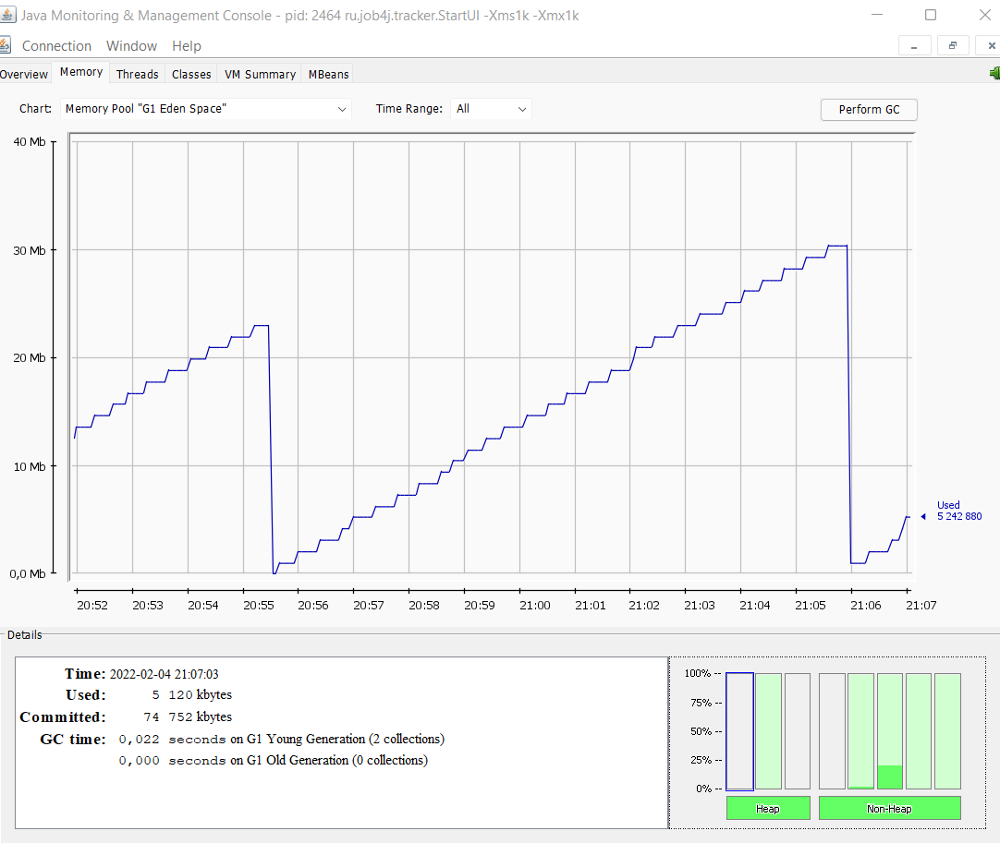 Java Monitoring & Management Console - pid: 2464 ru.job4j.tracker.StartUI -Xms1k -Xmx1k
Connection Window Help
Overview Memory Threads Classes VM Summary MBeans
Chart: Memory Pool "G1 Eden Space" Time Range: All Perform GC
40 Mb
30 Mb
20 Mb
10 Mb
0,0 Mb
Used
5 242 880
20:52 20:53 20:54 20:55 20:56 20:57 20:58 20:59 21:00 21:01 21:02 21:03 21:04 21:05 21:06 21:07
Details
Time: 2022-02-04 21:07:03
Used: 5 120 kbytes
Committed: 74 752 kbytes
GC time: 0,022 seconds on G1 Young Generation (2 collections)
0,000 seconds on G1 Old Generation (0 collections)
100% --
75% --
50% --
25% --
0% --
Heap Non-Heap